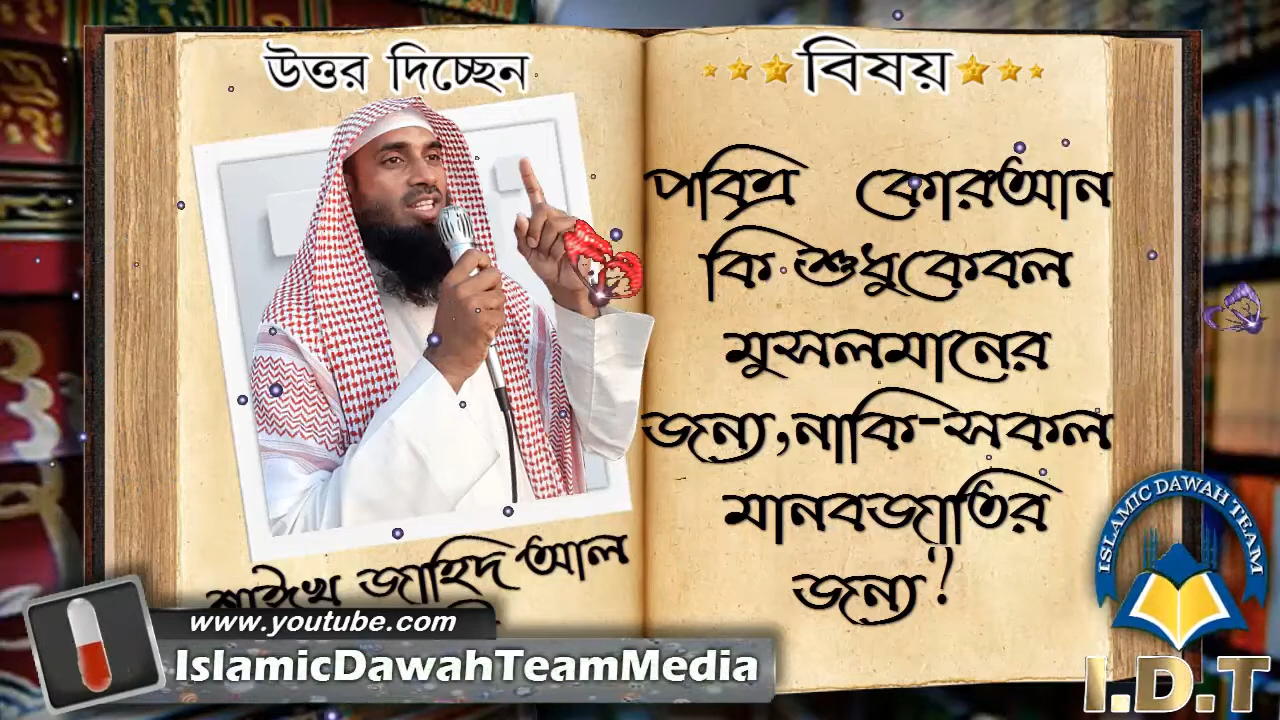 উত্তর দিচ্ছেন
বিষয়
পবিত্র কোরআন
কি শুধুকেবল
মুসলমানের
জন্য,নাকি-সকল
মানবজাতির
জন্য?
শাইখ জাহিদ আল
www.youtube.com
IslamicDawahTeamMedia
ISLAMIC DAWAH TEAM
I.D.T